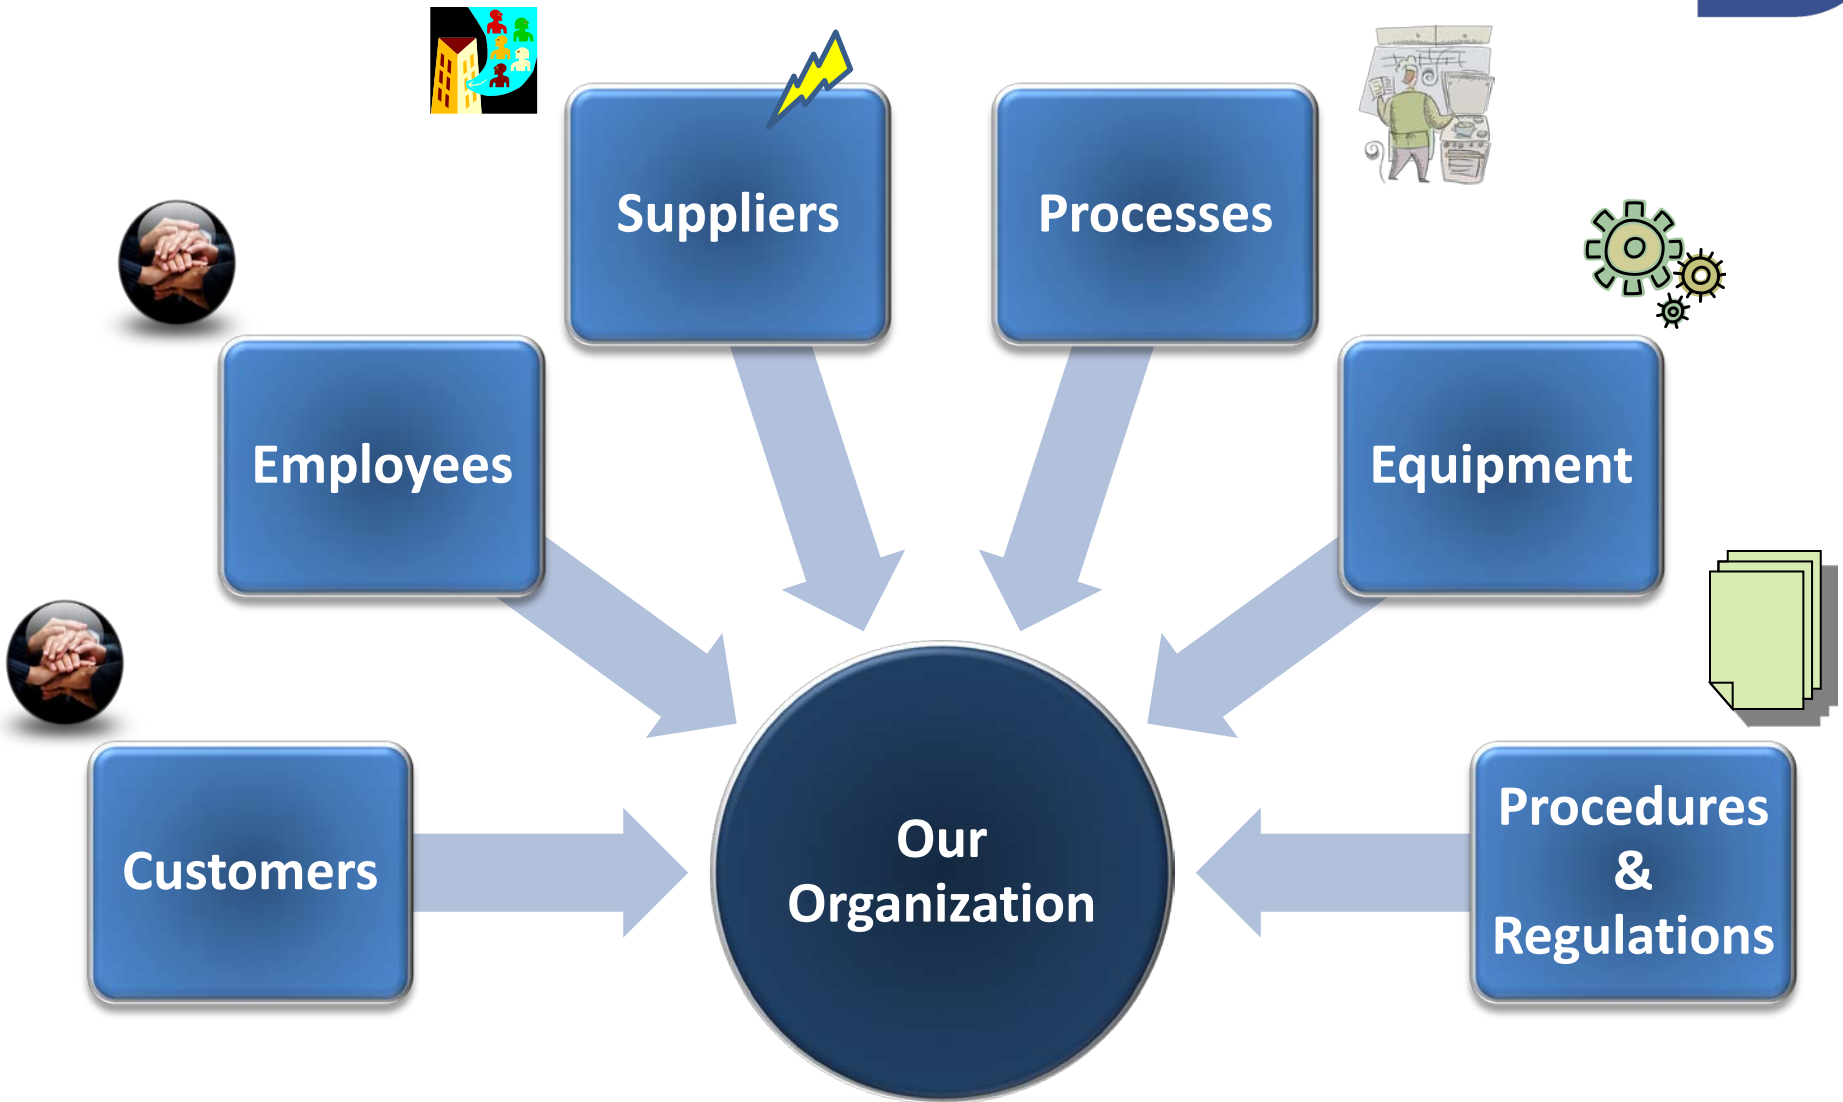 Suppliers
Processes
Employees
Equipment
Customers
Our
Organization
Procedures
&
Regulations